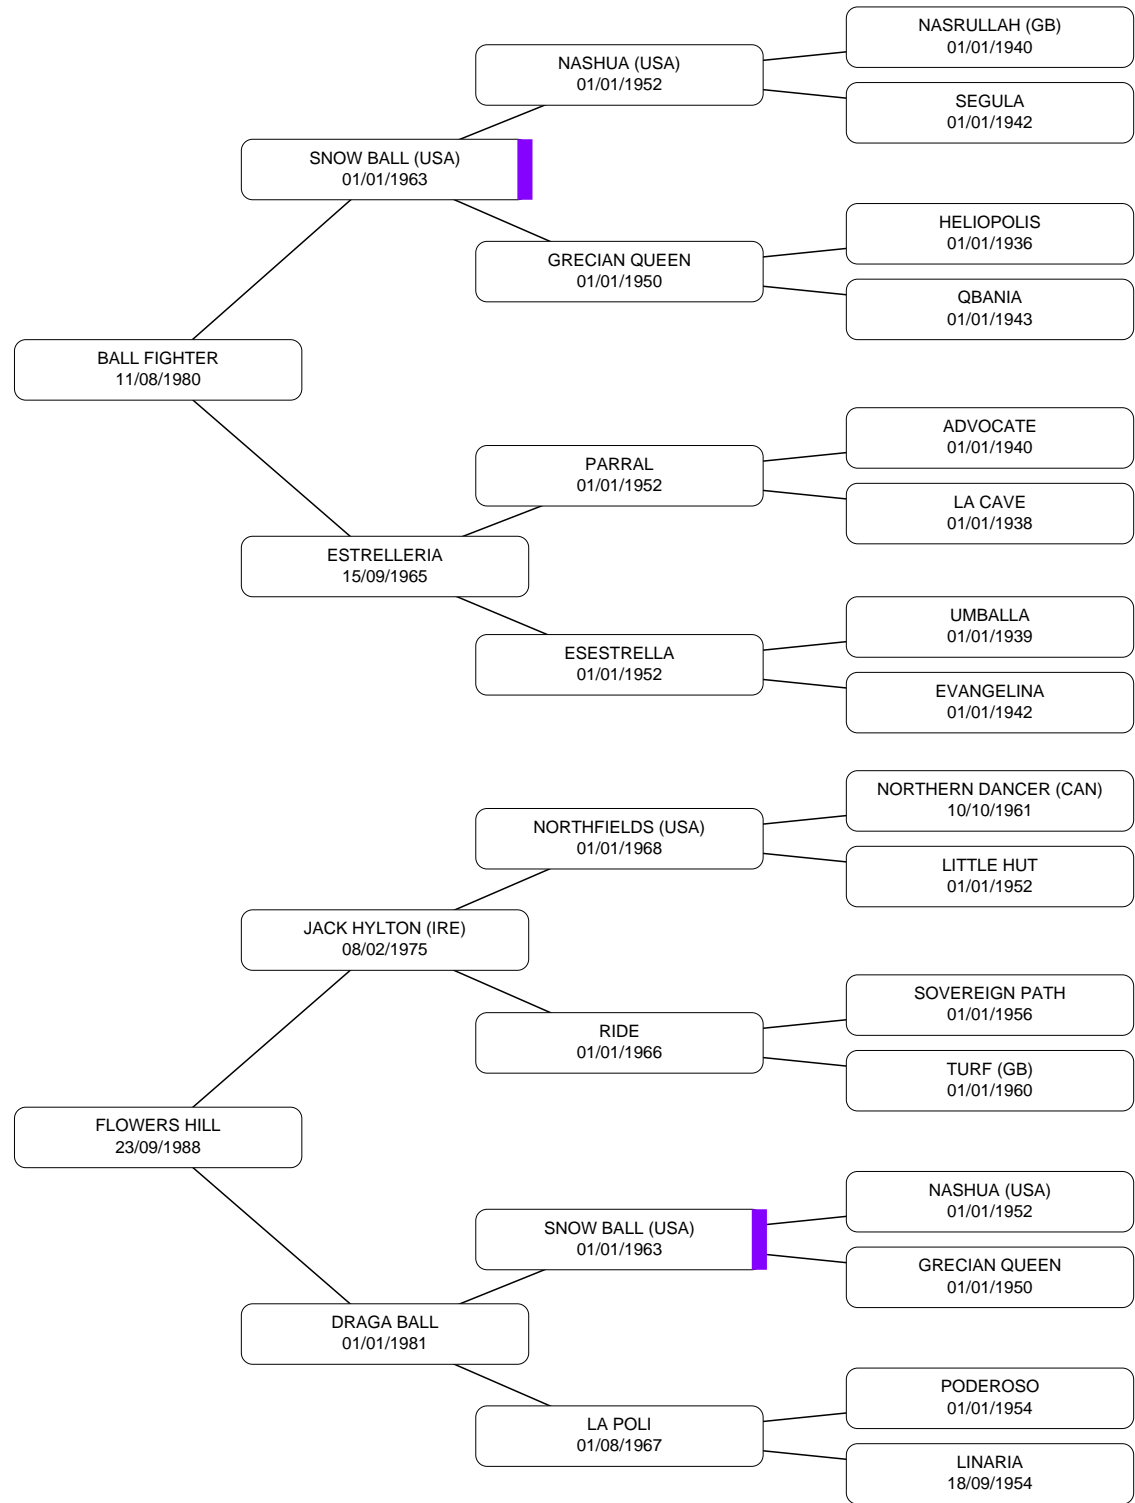 NASRULLAH (GB)
01/01/1940
NASHUA (USA)
01/01/1952
SEGULA
01/01/1942
SNOW BALL (USA)
01/01/1963
HELIOPOLIS
01/01/1936
GRECIAN QUEEN
01/01/1950
QBANIA
01/01/1943
BALL FIGHTER
11/08/1980
ADVOCATE
01/01/1940
PARRAL
01/01/1952
LA CAVE
01/01/1938
ESTRELLERIA
15/09/1965
UMBALLA
01/01/1939
ESESTRELLA
01/01/1952
EVANGELINA
01/01/1942
NORTHERN DANCER (CAN)
10/10/1961
NORTHFIELDS (USA)
01/01/1968
LITTLE HUT
01/01/1952
JACK HYLTON (IRE)
08/02/1975
SOVEREIGN PATH
01/01/1956
RIDE
01/01/1966
TURF (GB)
01/01/1960
FLOWERS HILL
23/09/1988
NASHUA (USA)
01/01/1952
SNOW BALL (USA)
01/01/1963
GRECIAN QUEEN
01/01/1950
DRAGA BALL
01/01/1981
PODEROSO
01/01/1954
LA POLI
01/08/1967
LINARIA
18/09/1954